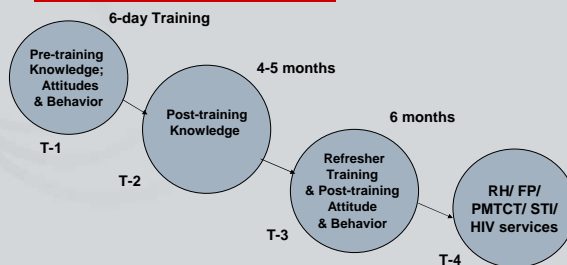 6-day Training
Pre-training
Knowledge;
Attitudes
& Behavior
T-1
4-5 months
Post-training
Knowledge
T-2
6 months
Refresher
Training
& Post-training
Attitude
& Behavior
T-3
RH/ FP/
PMTCT/ STI/
HIV services
T-4